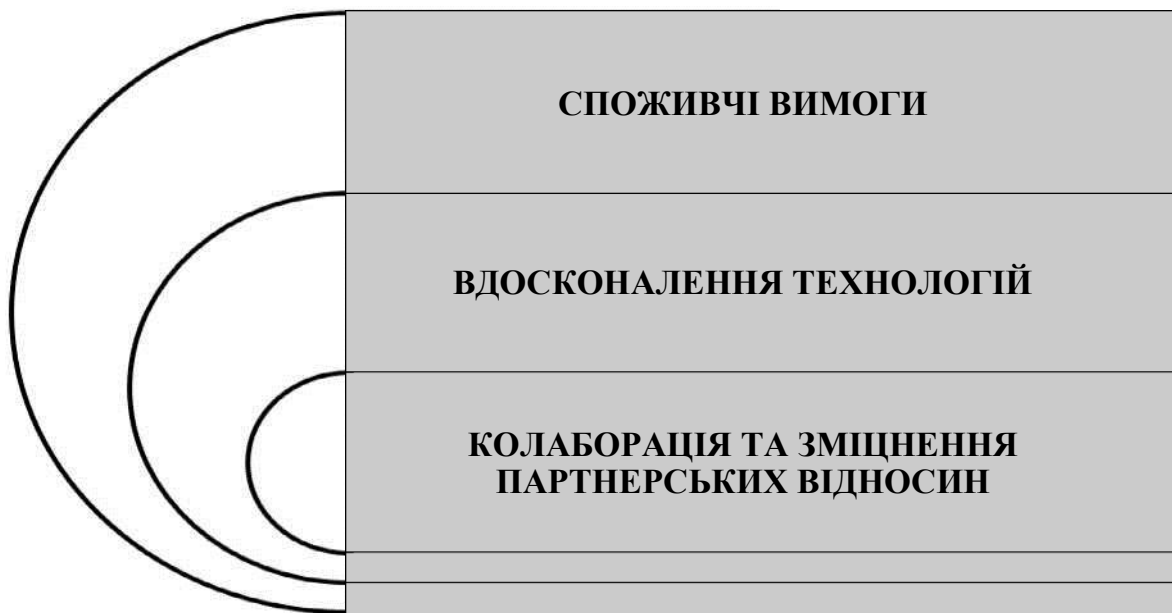 СПОЖИВЧІ ВИМОГИ
ВДОСКОНАЛЕННЯ ТЕХНОЛОГІЙ
КОЛАБОРАЦІЯ ТА ЗМІЦНЕННЯ
ПАРТНЕРСЬКИХ ВІДНОСИН